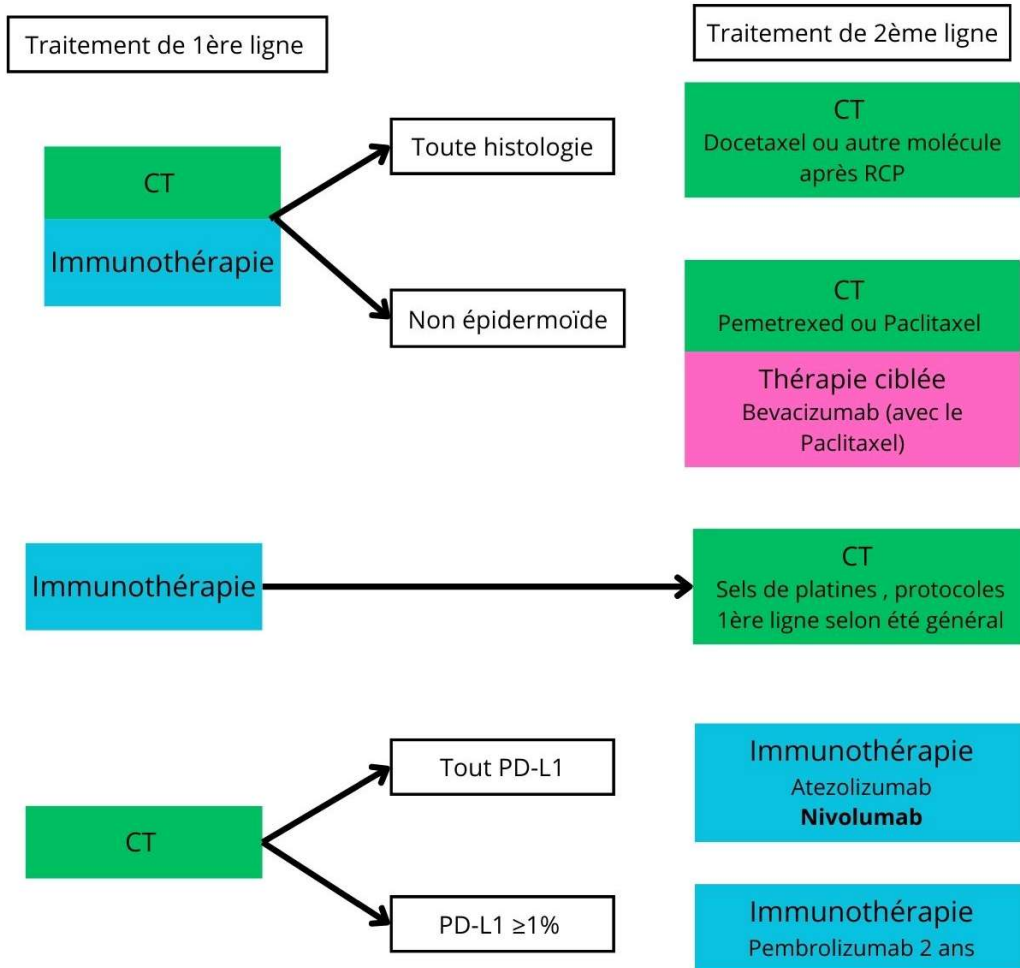 Traitement de 1ère ligne
Traitement de 2ème ligne
CT
Immunothérapie
Toute histologie
CT
Docetaxel ou autre molécule
après RCP
Non épidermoïde
CT
Pemetrexed ou Paclitaxel
Thérapie ciblée
Bevacizumab (avec le
Paclitaxel)
Immunothérapie
CT
Sels de platines , protocoles
1ère ligne selon été général
CT
Tout PD-L1
Immunothérapie
Atezolizumab
Nivolumab
PD-L1 ≥1%
Immunothérapie
Pembrolizumab 2 ans